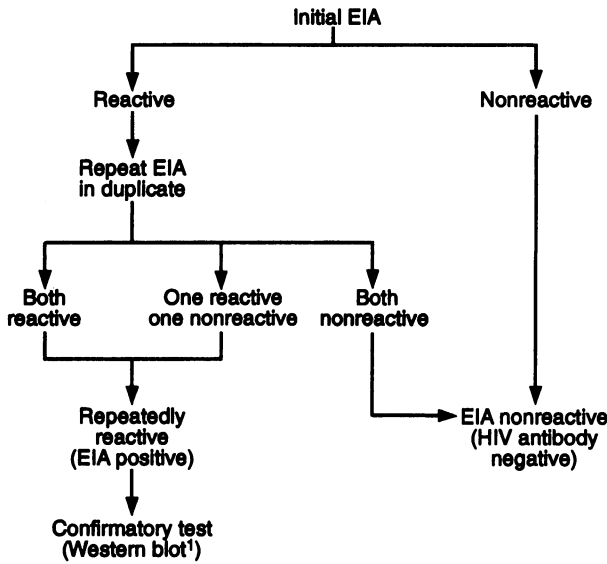 Initial EIA
Reactive
Nonreactive
Repeat EIA
in duplicate
Both
reactive
One reactive
one nonreactive
Both
nonreactive
Repeatedly
reactive
(EIA positive)
EIA nonreactive
(HIV antibody
negative)
Confirmatory test
(Western blot¹)